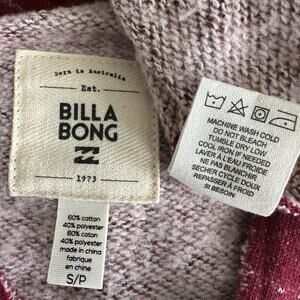 Born in Australia
Est.
BILLA
BONG
1973
60% cotton
40% polyester
60% coton
40% polyester
made in china
fabrique
en chine
S/P
MACHINE WASH COLD
DO NOT BLEACH
TUMBLE DRY LOW
COOL IRON IF NEEDED
LAVER À L'EAU FROIDE
NE PAS BLANCHIR
SECHER CYCLE DOUX
REPASSER À FROID
SI BESOIN